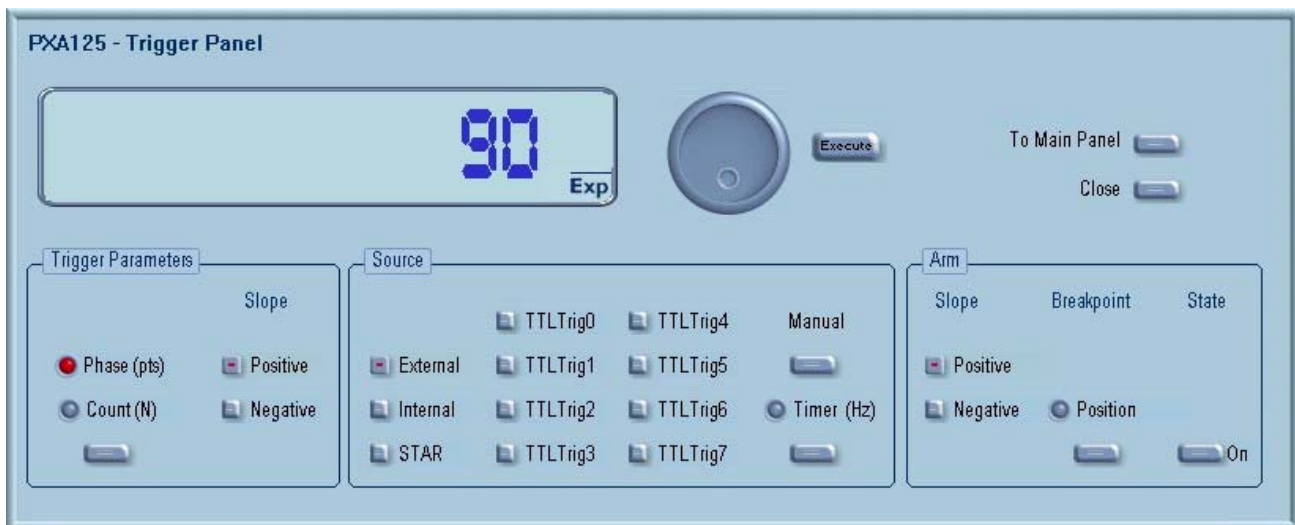 PXA125 - Trigger Panel
90
Exp
Execute
To Main Panel
Close
Trigger Parameters
Slope
Phase (pts)
Positive
Count (N)
Negative
Source
TTLTrig0
TTLTrig4
Manual
External
TTLTrig1
TTLTrig5
Internal
TTLTrig2
TTLTrig6
Timer (Hz)
STAR
TTLTrig3
TTLTrig7
Arm
Slope
Breakpoint
State
Positive
Negative
Position
On